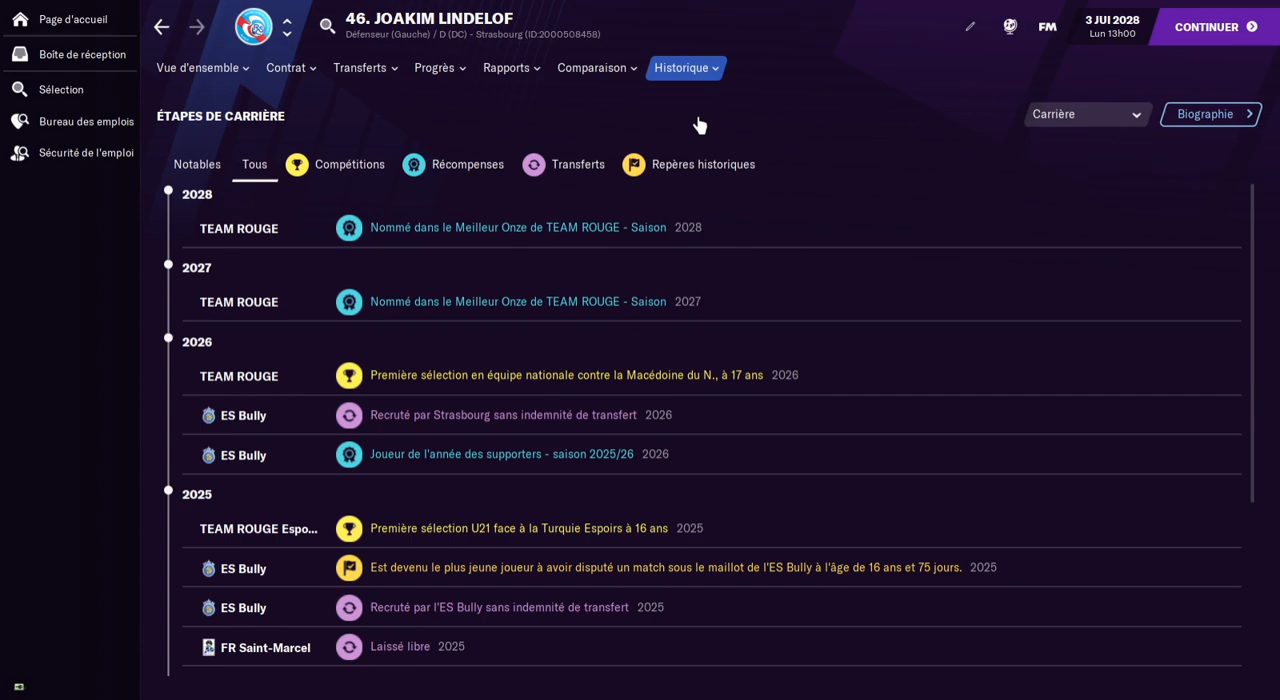 Page d'accueil
Boîte de réception
Sélection
Bureau des emplois
Sécurité de l'emploi
46. JOAKIM LINDELOF
Défenseur (Gauche) / D (DC) - Strasbourg (ID:2000508458)
FM
3 JUI 2028
Lun 13h00
CONTINUER
Vue d'ensemble
Contrat
Transferts
Progrès
Rapports
Comparaison
Historique
ÉTAPES DE CARRIÈRE
Carrière
Biographie
Notables
Tous
Compétitions
Récompenses
Transferts
Repères historiques
2028
TEAM ROUGE Nommé dans le Meilleur Onze de TEAM ROUGE - Saison 2028
2027
TEAM ROUGE Nommé dans le Meilleur Onze de TEAM ROUGE - Saison 2027
2026
TEAM ROUGE Première sélection en équipe nationale contre la Macédoine du N., à 17 ans 2026
ES Bully Recruté par Strasbourg sans indemnité de transfert 2026
ES Bully Joueur de l'année des supporters - saison 2025/26 2026
2025
TEAM ROUGE Espo... Première sélection U21 face à la Turquie Espoirs à 16 ans 2025
ES Bully Est devenu le plus jeune joueur à avoir disputé un match sous le maillot de l'ES Bully à l'âge de 16 ans et 75 jours. 2025
ES Bully Recruté par l'ES Bully sans indemnité de transfert 2025
FR Saint-Marcel Laissé libre 2025